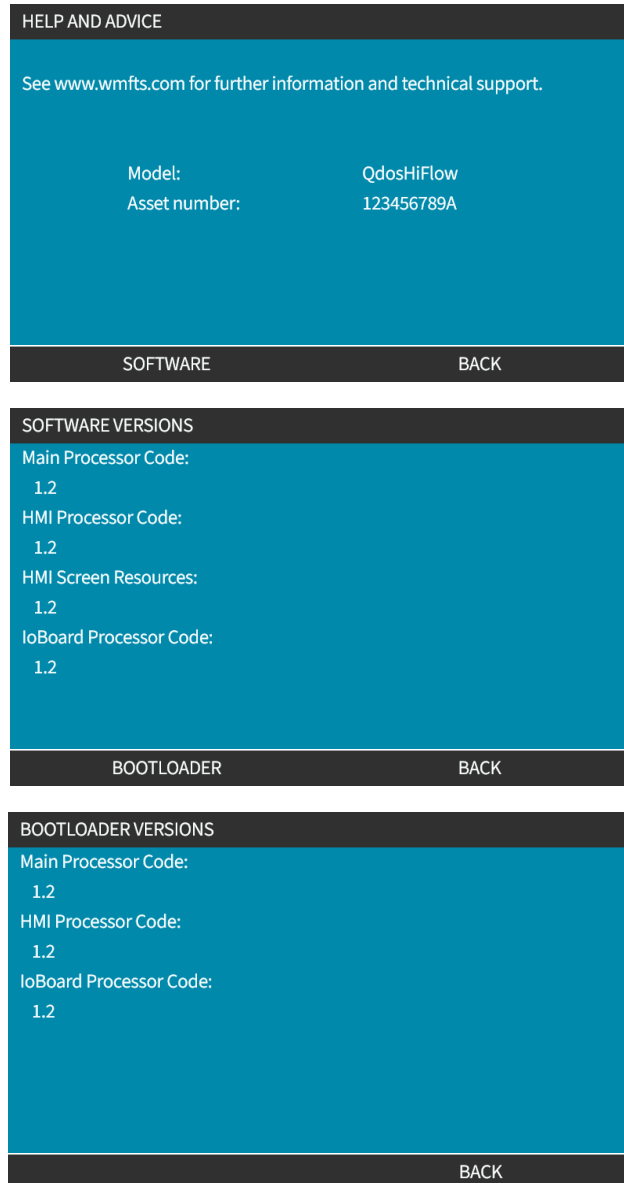 HELP AND ADVICE
See www.wmfts.com for further information and technical support.
Model: QdosHiFlow
Asset number: 123456789A
SOFTWARE BACK
SOFTWARE VERSIONS
Main Processor Code:
1.2
HMI Processor Code:
1.2
HMI Screen Resources:
1.2
IoBoard Processor Code:
1.2
BOOTLOADER BACK
BOOTLOADER VERSIONS
Main Processor Code:
1.2
HMI Processor Code:
1.2
IoBoard Processor Code:
1.2
BACK